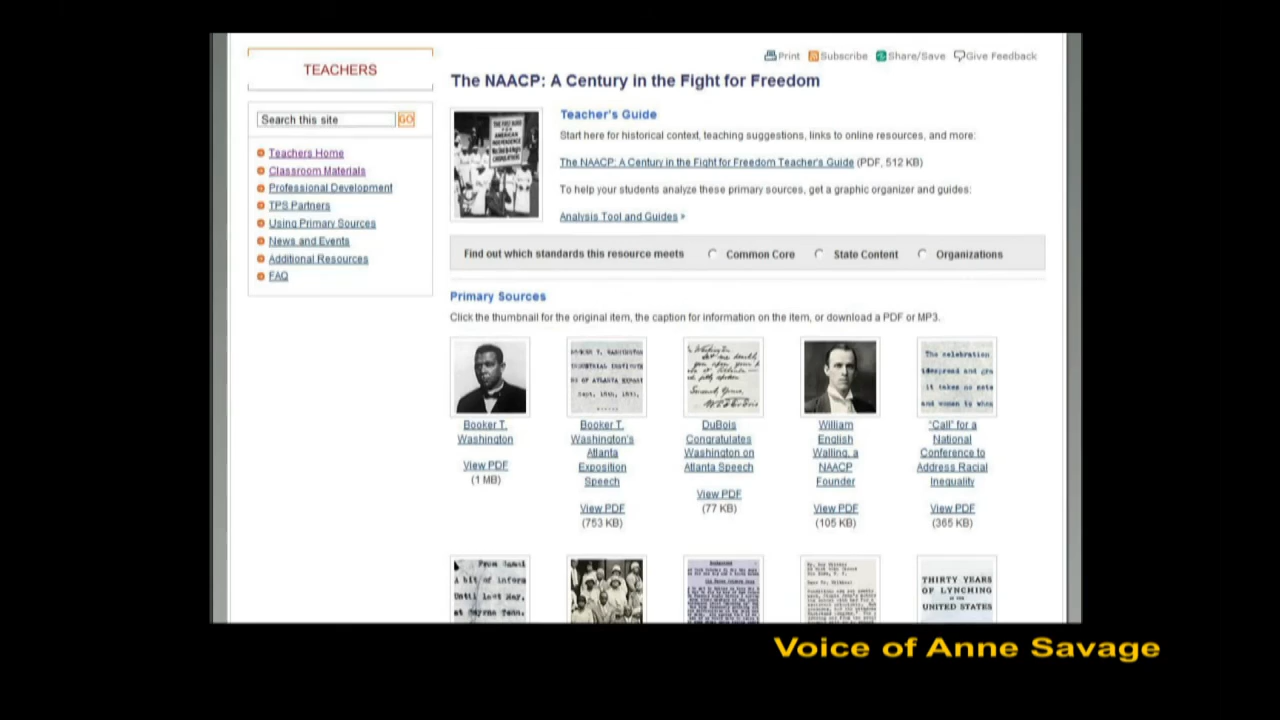 Print Subscribe Share/Save Give Feedback
TEACHERS
The NAACP: A Century in the Fight for Freedom
Search this site GO
Teachers Home
Classroom Materials
Professional Development
TPS Partners
Using Primary Sources
News and Events
Additional Resources
FAQ
Teacher's Guide
Start here for historical context, teaching suggestions, links to online resources, and more:
The NAACP: A Century in the Fight for Freedom Teacher's Guide (PDF, 512 KB)
To help your students analyze these primary sources, get a graphic organizer and guides:
Analysis Tool and Guides
Find out which standards this resource meets Common Core State Content Organizations
Primary Sources
Click the thumbnail for the original item, the caption for information on the item, or download a PDF or MP3.
Booker T.
Washington
View PDF
(1 MB)
Booker T.
Washington's
Atlanta
Exposition
Speech
View PDF
(753 KB)
DuBois
Congratulates
Washington on
Atlanta Speech
View PDF
(77 KB)
William
English
Walling, a
NAACP
Founder
View PDF
(105 KB)
The celebration
it takes no
"Call" for a
National
Conference to
Address Racial
Inequality
View PDF
(365 KB)
THIRTY YEARS
OF LYNCHING
IN THE
UNITED STATES
Voice of Anne Savage